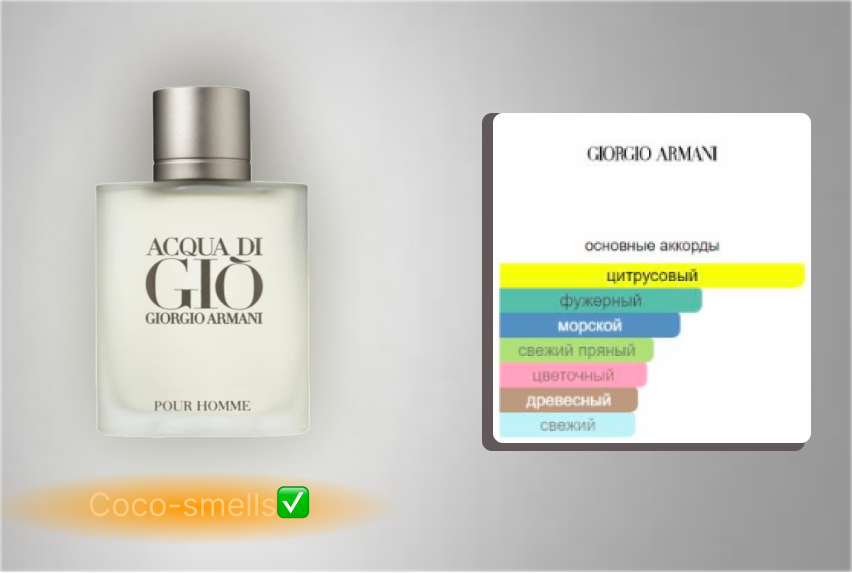 ACQUA DI
GIÒ
GIORGIO ARMANI
POUR HOMME
Coco-smells✅
GIORGIO ARMANI
основные аккорды
цитрусовый
фужерный
морской
свежий пряный
цветочный
древесный
свежий